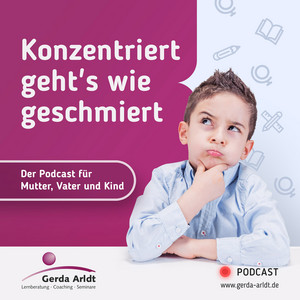 Konzentriert
geht's wie
geschmiert
Der Podcast für
Mutter, Vater und Kind
Gerda Arldt
Lernberatung · Coaching · Seminare
PODCAST
www.gerda-arldt.de